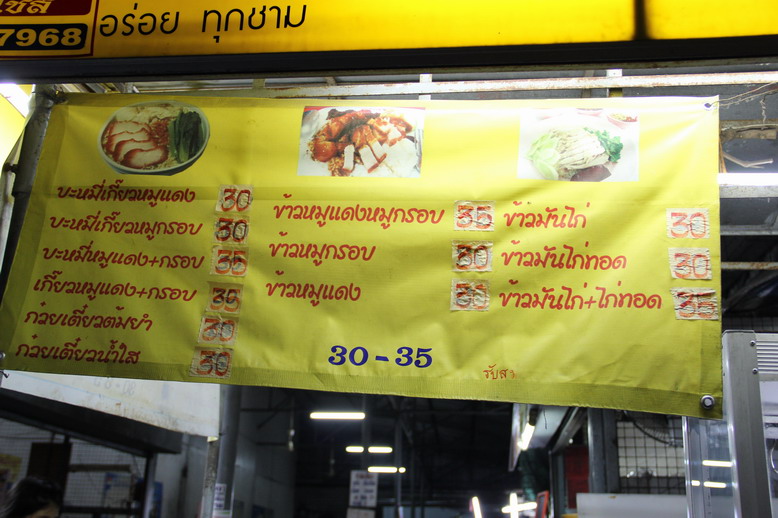 7968
อร่อย ทุกชาม
บะหมี่เกี๊ยวหมูแดง 30
บะหมี่เกี๊ยวหมูกรอบ 30
บะหมี่หมูแดง+กรอบ 35
เกี๊ยวหมูแดง+กรอบ 35
ก๋วยเตี๋ยวต้มยำ 30
ก๋วยเตี๋ยวน้ำใส 30
ข้าวหมูแดงหมูกรอบ 35
ข้าวหมูกรอบ 30
ข้าวหมูแดง
ข้าวมันไก่ 30
ข้าวมันไก่ทอด 30
ข้าวมันไก่+ไก่ทอด 35
30 - 35